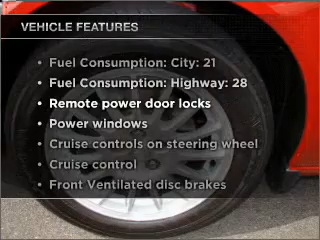 VEHICLE FEATURES
• Fuel Consumption: City: 21
• Fuel Consumption: Highway: 28
• Remote power door locks
• Power windows
• Cruise controls on steering wheel
• Cruise control
• Front Ventilated disc brakes